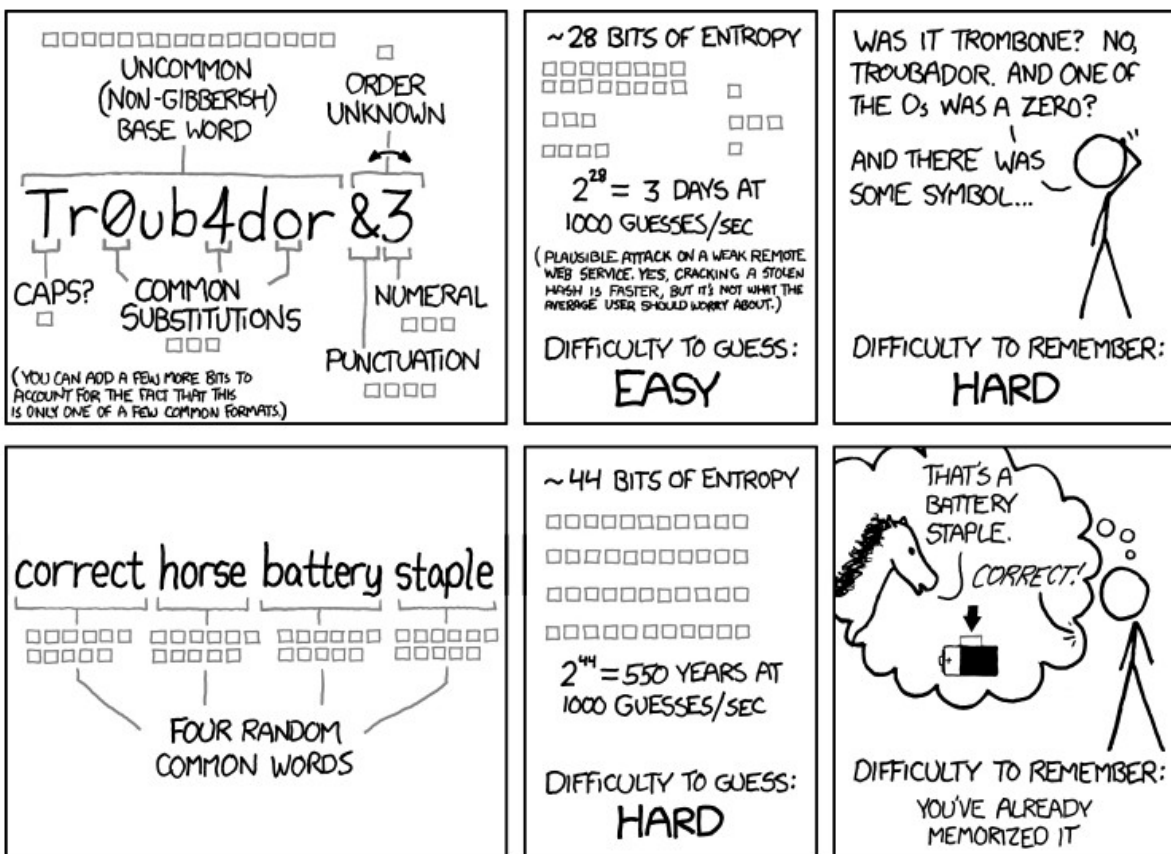 UNCOMMON
(NON-GIBBERISH)
BASE WORD
ORDER
UNKNOWN
Tr0ub4dor &3
CAPS?
COMMON
SUBSTITUTIONS
NUMERAL
PUNCTUATION
(YOU CAN ADD A FEW MORE BITS TO
ACCOUNT FOR THE FACT THAT THIS
IS ONLY ONE OF A FEW COMMON FORMATS.)
~28 BITS OF ENTROPY
2^28 = 3 DAYS AT
1000 GUESSES/SEC
(PLAUSIBLE ATTACK ON A WEAK REMOTE
WEB SERVICE. YES, CRACKING A STOLEN
HASH IS FASTER, BUT IT'S NOT WHAT THE
AVERAGE USER SHOULD WORRY ABOUT.)
DIFFICULTY TO GUESS:
EASY
WAS IT TROMBONE? NO,
TROUBADOR. AND ONE OF
THE Os WAS A ZERO?
AND THERE WAS
SOME SYMBOL...
DIFFICULTY TO REMEMBER:
HARD
correct horse battery staple
FOUR RANDOM
COMMON WORDS
~44 BITS OF ENTROPY
2^44 = 550 YEARS AT
1000 GUESSES/SEC
DIFFICULTY TO GUESS:
HARD
THAT'S A
BATTERY
STAPLE.
CORRECT!
+
DIFFICULTY TO REMEMBER:
YOU'VE ALREADY
MEMORIZED IT